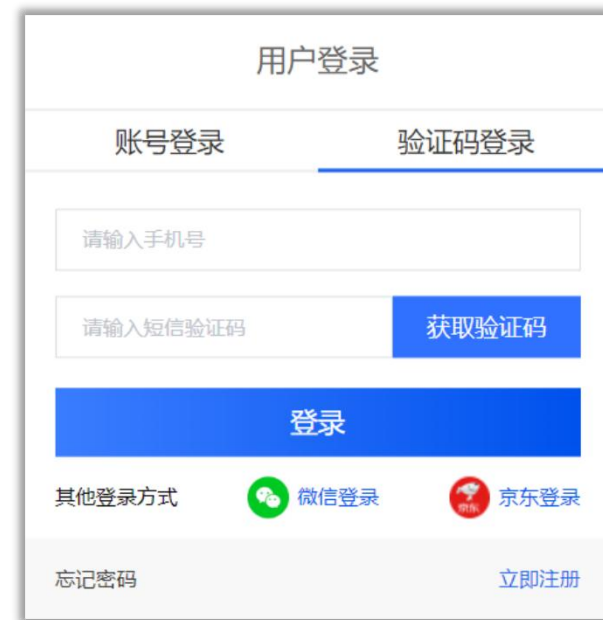 用户登录
账号登录 验证码登录
请输入手机号
请输入短信验证码 获取验证码
登录
其他登录方式 微信登录 京东 京东登录
忘记密码 立即注册